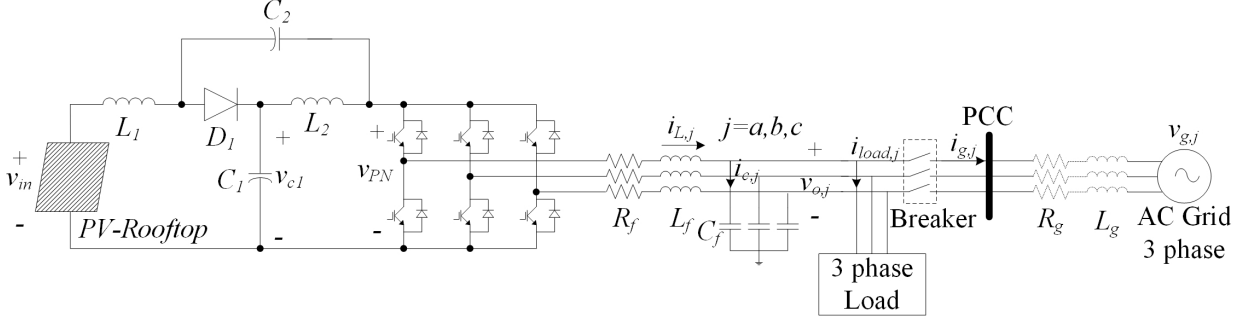 C2
L1
D1
L2
+
vin
-
PV-Rooftop
C1
+
vc1
-
+
vPN
-
Rf
Lf
iL,j
j=a,b,c
ic,j
Cf
+
vo,j
-
iload,j
3 phase
Load
Breaker
ig,j
PCC
Rg
Lg
vg,j
AC Grid
3 phase